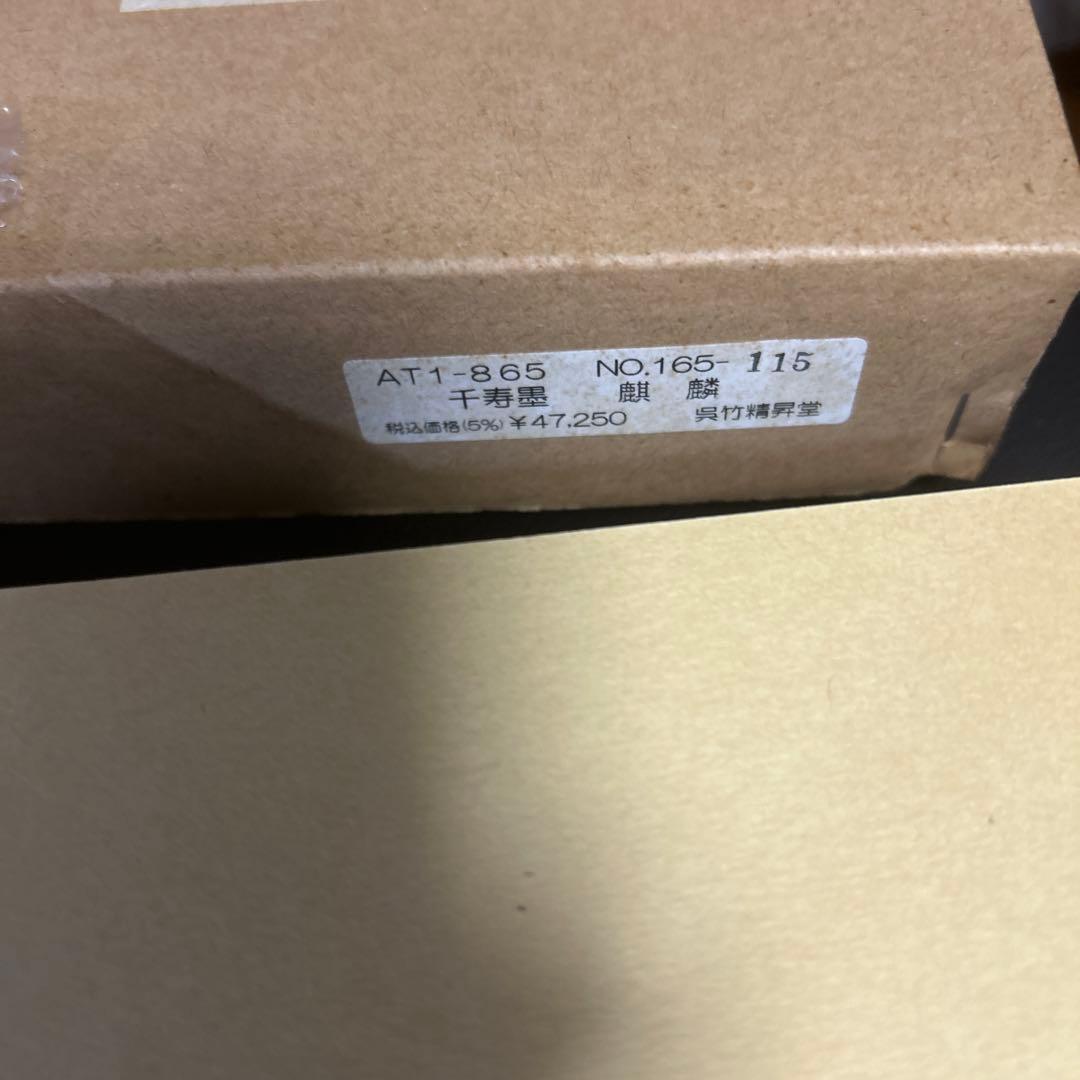 AT1-865 NO.165-115
千寿墨 麒麟
税込価格(5%)¥47,250 呉竹精昇堂